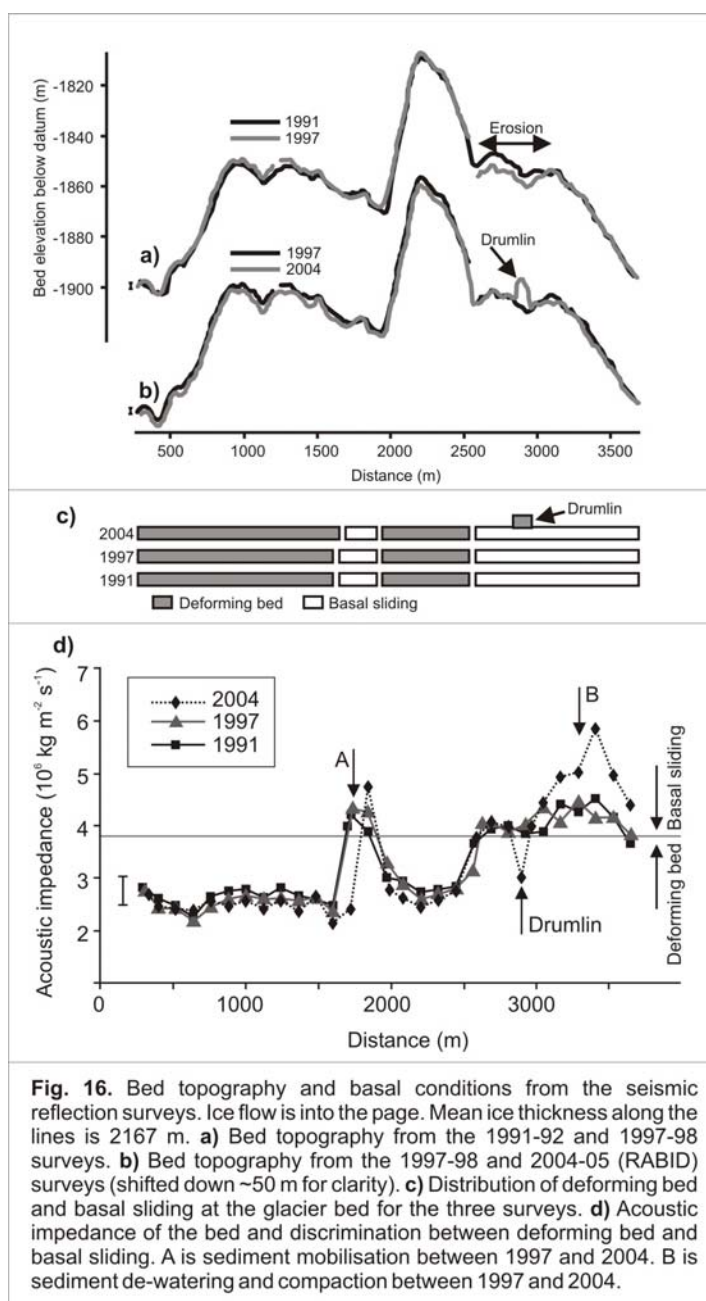 -1820
-1840
-1860
-1880
-1900
Bed elevation below datum (m)
1991
1997
Erosion
a)
1997
2004
Drumlin
b)
500 1000 1500 2000 2500 3000 3500
Distance (m)
c)
Drumlin
2004
1997
1991
Deforming bed Basal sliding
d)
7
6
5
4
3
2
Acoustic impedance (10⁶ kg m⁻² s⁻¹)
2004
1997
1991
A
B
Drumlin
Basal sliding
Deforming bed
0 1000 2000 3000
Distance (m)
Fig. 16. Bed topography and basal conditions from the seismic
reflection surveys. Ice flow is into the page. Mean ice thickness along the
lines is 2167 m. a) Bed topography from the 1991-92 and 1997-98
surveys. b) Bed topography from the 1997-98 and 2004-05 (RABID)
surveys (shifted down ~50 m for clarity). c) Distribution of deforming bed
and basal sliding at the glacier bed for the three surveys. d) Acoustic
impedance of the bed and discrimination between deforming bed and
basal sliding. A is sediment mobilisation between 1997 and 2004. B is
sediment de-watering and compaction between 1997 and 2004.